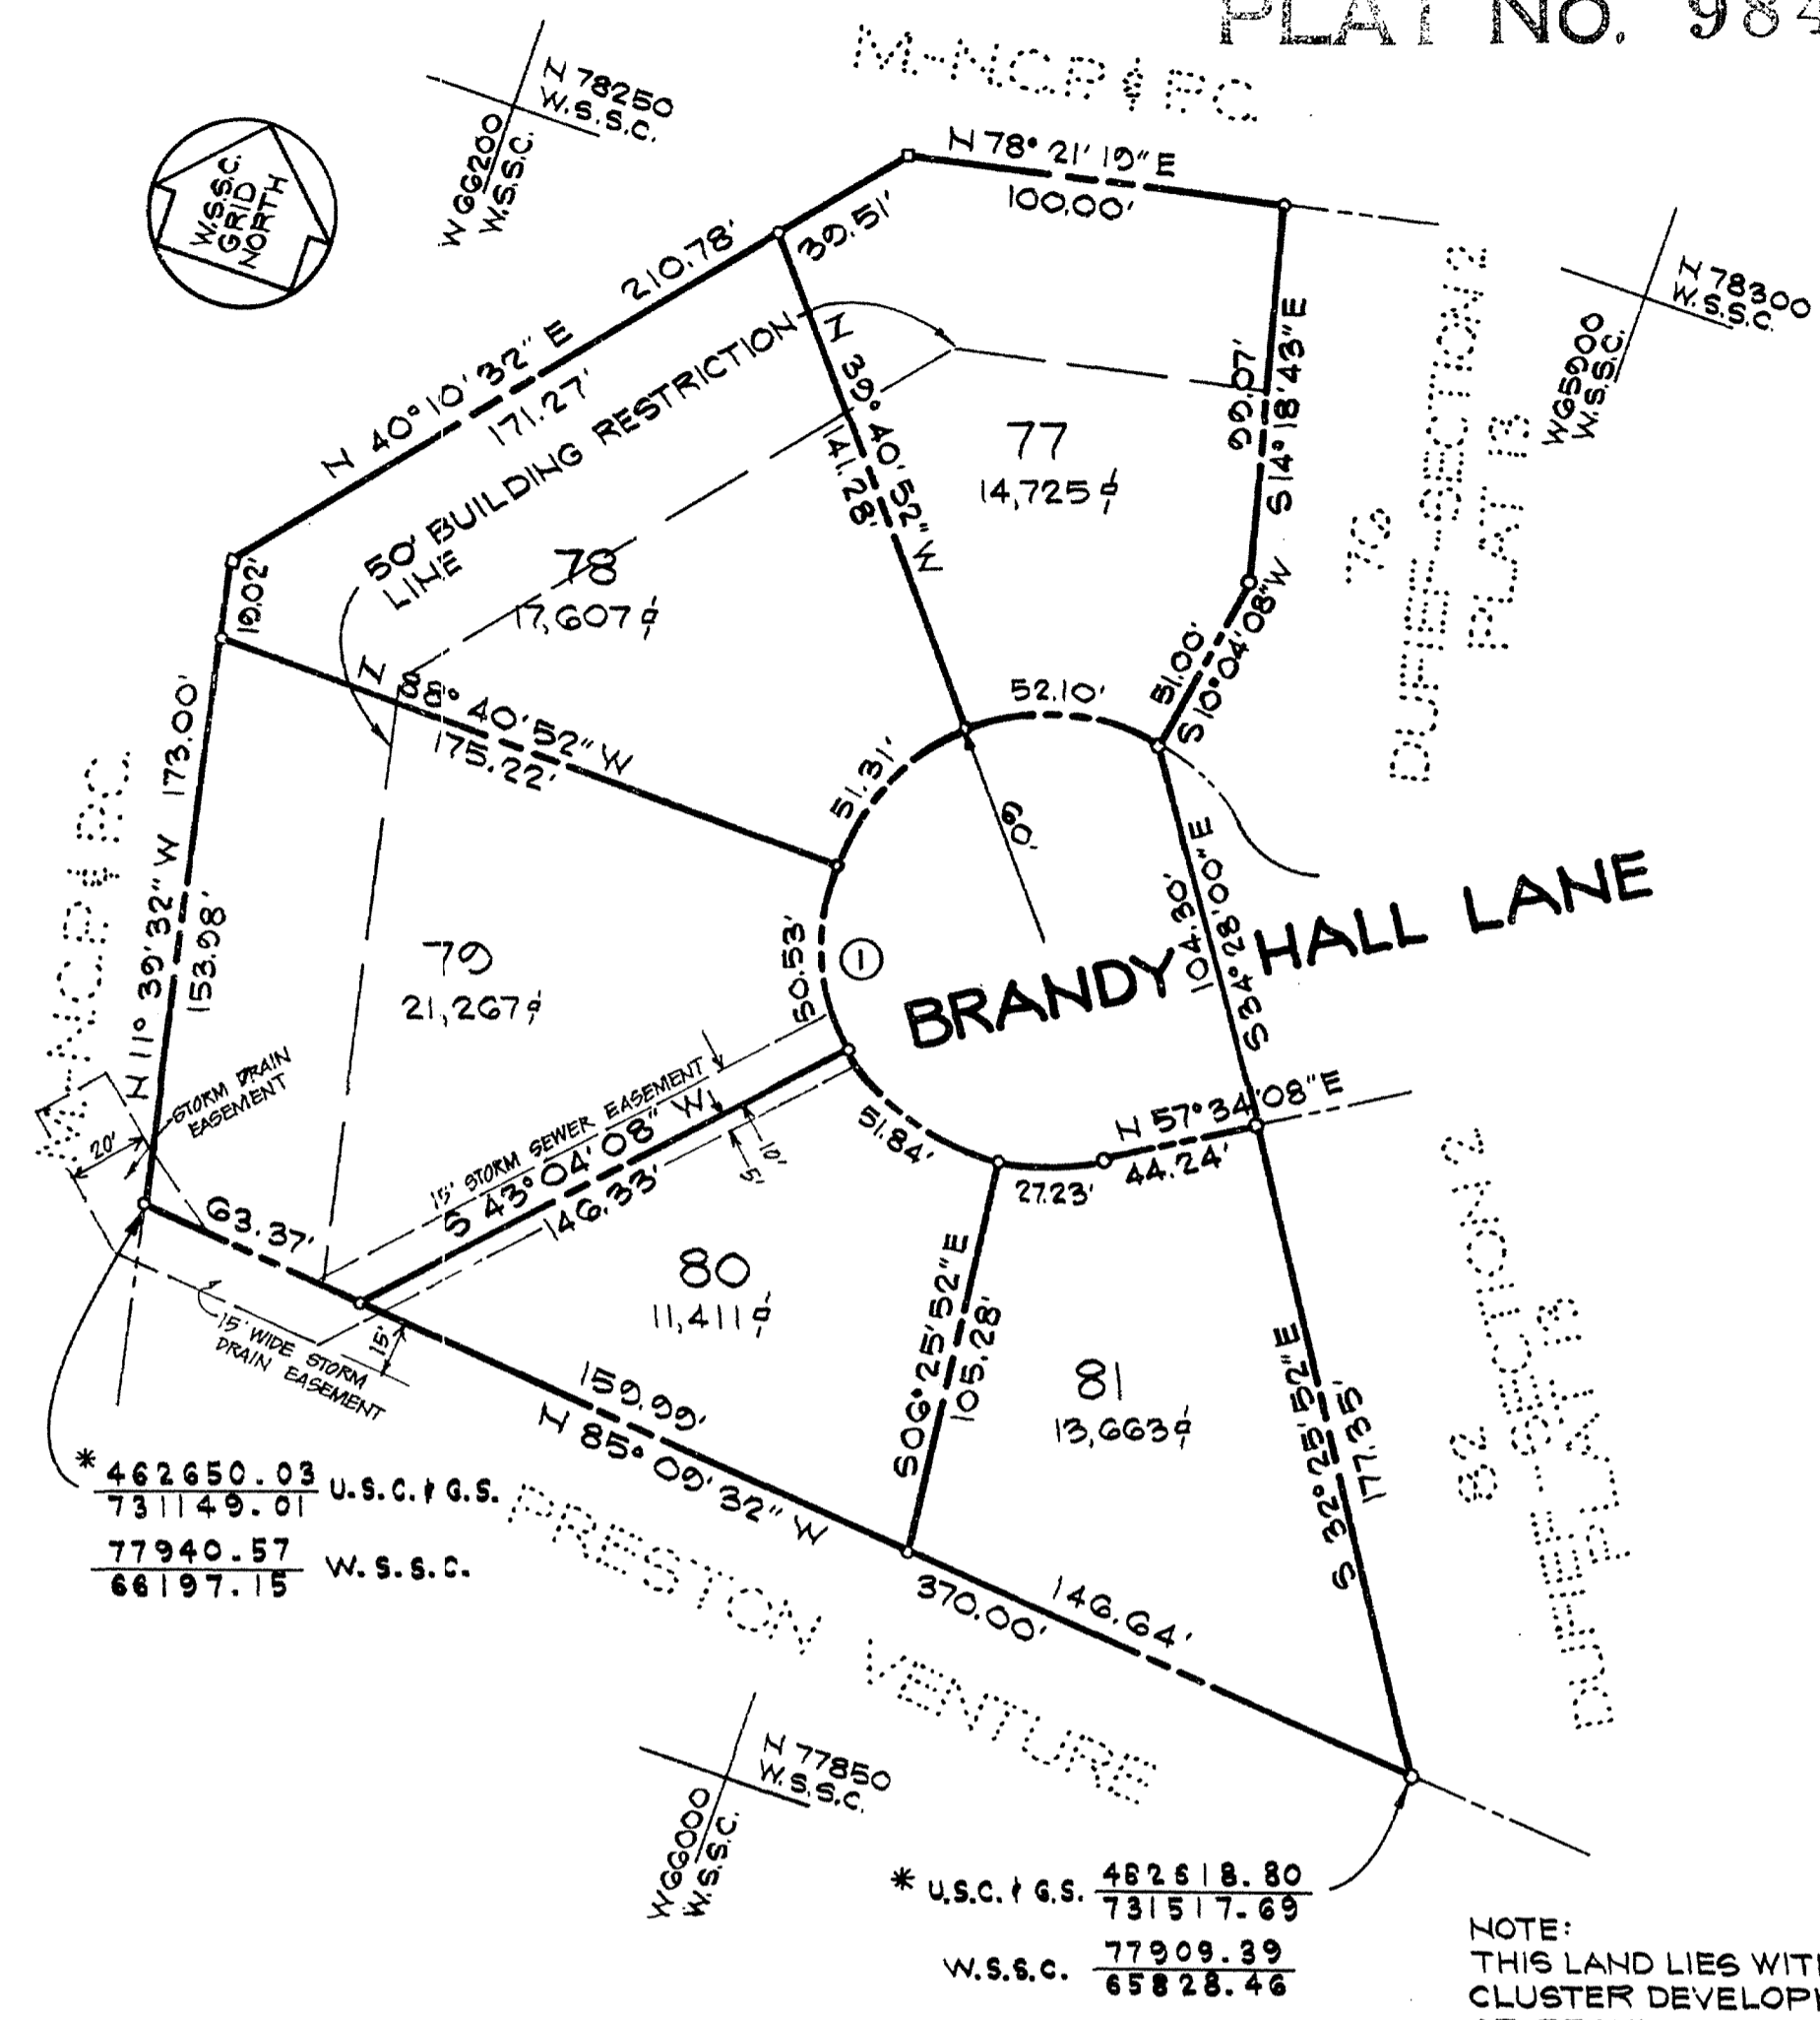 PLAT NO. 984
M-N.C.P. & P.C.
N 78250
W.S.S.C.
W 66200
W.S.S.C.
W.S.S.C.
GRID
NORTH
N 78° 21' 19" E
100.00'
39.51'
210.78'
N 40° 10' 32" E
171.27'
50' BUILDING RESTRICTION
LINE
N 39° 40' 52" W
141.28'
77
14,725
99.07'
S 14° 18' 43" E
N 78300
W.S.S.C.
W 65900
W.S.S.C.
79
DUFIEF-SECTION 2
PLAT 13
78
17,607
19.02'
N 88° 40' 52" W
175.22'
51.00'
S 10° 04' 08" W
52.10'
51.31'
60'
N 11° 39' 32" W 173.00'
153.98'
M-N.C.P. & P.C.
79
21,267
50.53'
1
BRANDY HALL LANE
104.30'
S 34° 28' 00" E
STORM DRAIN
EASEMENT
20'
15' STORM SEWER EASEMENT
S 43° 04' 08" W
146.33'
10'
5'
51.84'
27.23'
N 57° 34' 08" E
44.24'
63.37'
15' WIDE STORM
DRAIN EASEMENT
15'
80
11,411
S 06° 25' 52" E
105.28'
81
13,663
S 32° 25' 52" E
177.35'
82
DUFIEF-SECTION 2
PLAT 13
159.99'
N 85° 09' 32" W
370.00'
146.64'
* 462650.03
731149.01
U.S.C. & G.S.
77940.57
66197.15
W.S.S.C.
PRESTON VENTURE
N 77850
W.S.S.C.
W 66000
W.S.S.C.
* U.S.C. & G.S. 462618.80
731517.69
W.S.S.C. 77909.39
65828.46
NOTE:
THIS LAND LIES WITH
CLUSTER DEVELOP